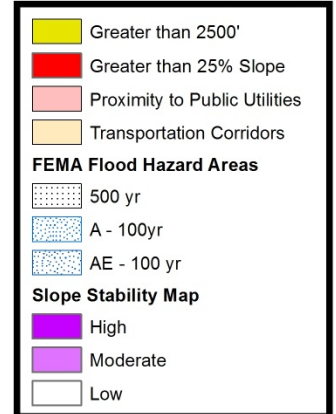 Greater than 2500'
Greater than 25% Slope
Proximity to Public Utilities
Transportation Corridors
FEMA Flood Hazard Areas
500 yr
A - 100yr
AE - 100 yr
Slope Stability Map
High
Moderate
Low